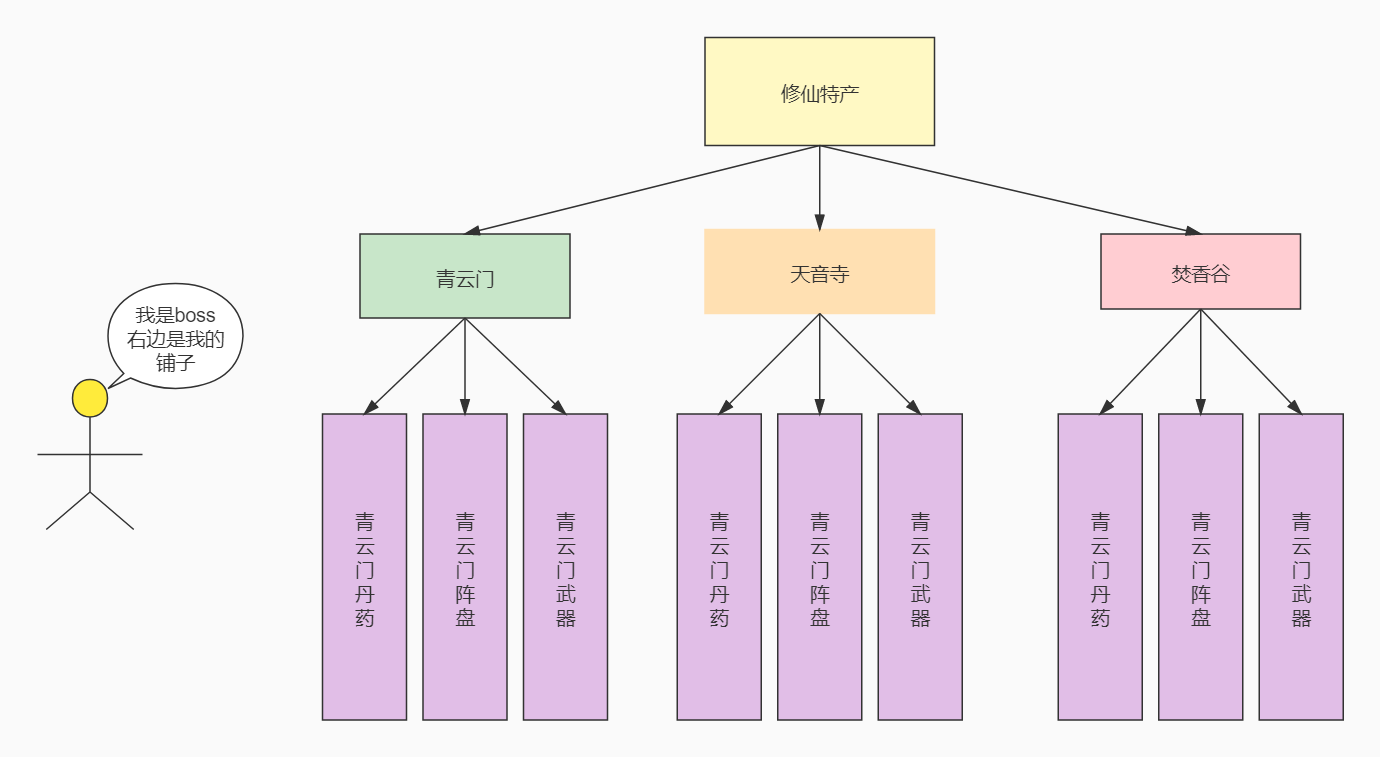 修仙特产
青云门
天音寺
焚香谷
我是boss
右边是我的
铺子
青云门丹药
青云门阵盘
青云门武器
青云门丹药
青云门阵盘
青云门武器
青云门丹药
青云门阵盘
青云门武器